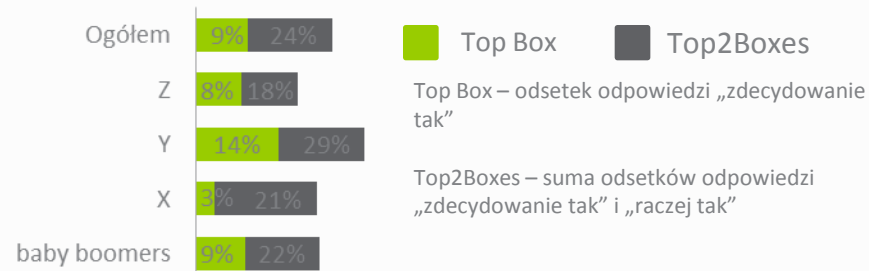 Ogółem 9% 24%
Z 8% 18%
Y 14% 29%
X 3% 21%
baby boomers 9% 22%
Top Box Top2Boxes
Top Box – odsetek odpowiedzi „zdecydowanie
tak”
Top2Boxes – suma odsetków odpowiedzi
„zdecydowanie tak” i „raczej tak”